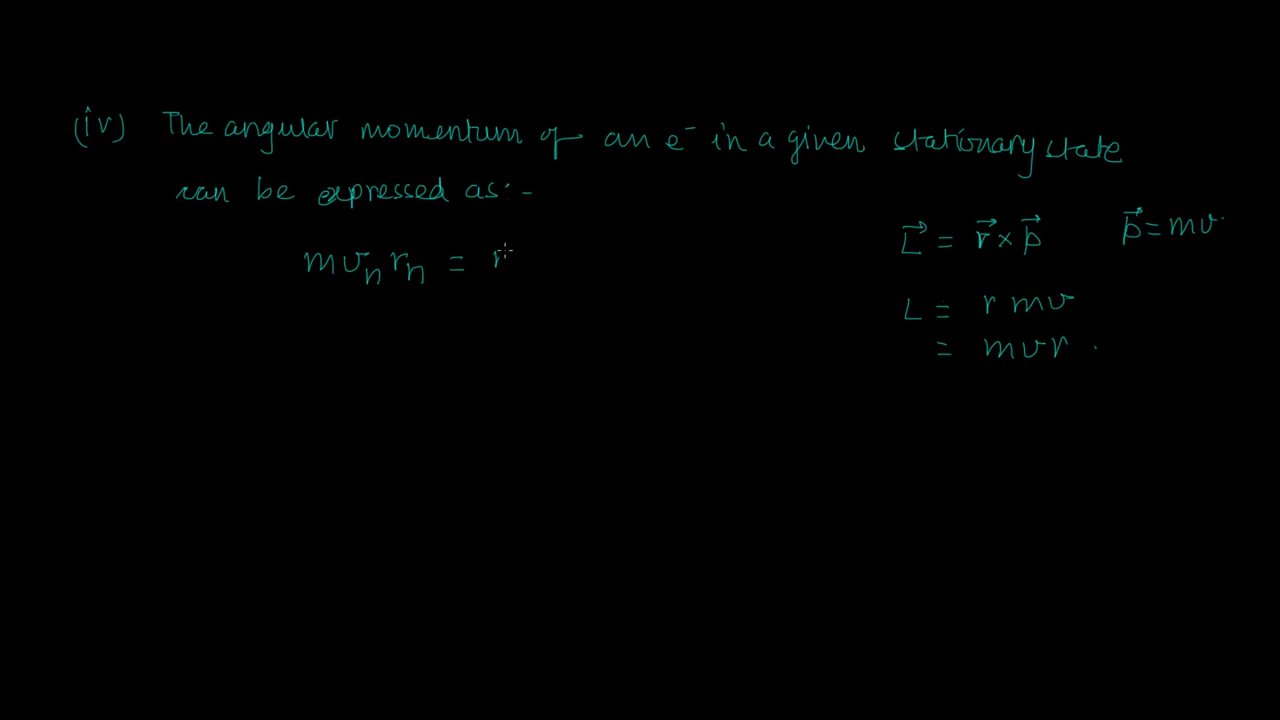 (iv) The angular momentum of an e⁻ in a given stationary state
can be expressed as:-
L⃗ = r⃗ × p⃗ p⃗ = mv
mvₙrₙ =
L = r mv
= mvr .